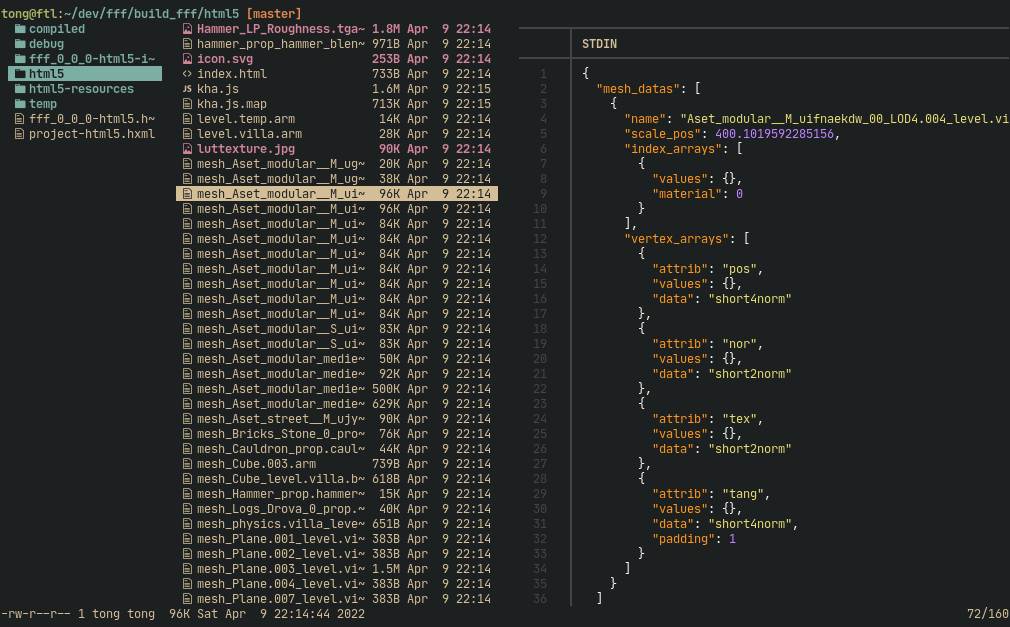 tong@ftl:~/dev/fff/build_fff/html5 [master]
compiled
debug
fff_0_0_0-html5-i~
html5
html5-resources
temp
fff_0_0_0-html5.h~
project-html5.hxml
Hammer_LP_Roughness.tga~ 1.8M Apr  9 22:14
hammer_prop_hammer_blen~ 971B Apr  9 22:14
icon.svg 253B Apr  9 22:14
<> index.html 733B Apr  9 22:14
JS kha.js 1.6M Apr  9 22:15
kha.js.map 713K Apr  9 22:15
level.temp.arm 14K Apr  9 22:14
level.villa.arm 28K Apr  9 22:14
luttexture.jpg 90K Apr  9 22:14
mesh_Aset_modular__M_ug~ 20K Apr  9 22:14
mesh_Aset_modular__M_ug~ 38K Apr  9 22:14
mesh_Aset_modular__M_ui~ 96K Apr  9 22:14
mesh_Aset_modular__M_ui~ 96K Apr  9 22:14
mesh_Aset_modular__M_ui~ 84K Apr  9 22:14
mesh_Aset_modular__M_ui~ 84K Apr  9 22:14
mesh_Aset_modular__M_ui~ 84K Apr  9 22:14
mesh_Aset_modular__M_ui~ 84K Apr  9 22:14
mesh_Aset_modular__M_ui~ 84K Apr  9 22:14
mesh_Aset_modular__M_ui~ 84K Apr  9 22:14
mesh_Aset_modular__M_ui~ 84K Apr  9 22:14
mesh_Aset_modular__S_ui~ 83K Apr  9 22:14
mesh_Aset_modular__S_ui~ 83K Apr  9 22:14
mesh_Aset_modular_medie~ 50K Apr  9 22:14
mesh_Aset_modular_medie~ 92K Apr  9 22:14
mesh_Aset_modular_medie~ 500K Apr  9 22:14
mesh_Aset_modular_medie~ 629K Apr  9 22:14
mesh_Aset_street__M_ujy~ 90K Apr  9 22:14
mesh_Bricks_Stone_0_pro~ 76K Apr  9 22:14
mesh_Cauldron_prop.caul~ 44K Apr  9 22:14
mesh_Cube.003.arm 739B Apr  9 22:14
mesh_Cube_level.villa.b~ 618B Apr  9 22:14
mesh_Hammer_prop.hammer~ 15K Apr  9 22:14
mesh_Logs_Drova_0_prop.~ 40K Apr  9 22:14
mesh_physics.villa_leve~ 651B Apr  9 22:14
mesh_Plane.001_level.vi~ 383B Apr  9 22:14
mesh_Plane.002_level.vi~ 383B Apr  9 22:14
mesh_Plane.003_level.vi~ 1.5M Apr  9 22:14
mesh_Plane.004_level.vi~ 383B Apr  9 22:14
mesh_Plane.007_level.vi~ 383B Apr  9 22:14
STDIN
1 {
2   "mesh_datas": [
3     {
4       "name": "Aset_modular__M_uifnaekdw_00_LOD4.004_level.vi
5       "scale_pos": 400.1019592285156,
6       "index_arrays": [
7         {
8           "values": {},
9           "material": 0
10         }
11       ],
12       "vertex_arrays": [
13         {
14           "attrib": "pos",
15           "values": {},
16           "data": "short4norm"
17         },
18         {
19           "attrib": "nor",
20           "values": {},
21           "data": "short2norm"
22         },
23         {
24           "attrib": "tex",
25           "values": {},
26           "data": "short2norm"
27         },
28         {
29           "attrib": "tang",
30           "values": {},
31           "data": "short4norm",
32           "padding": 1
33         }
34       ]
35     }
36   ]
-rw-r--r-- 1 tong tong  96K Sat Apr  9 22:14:44 2022 72/160